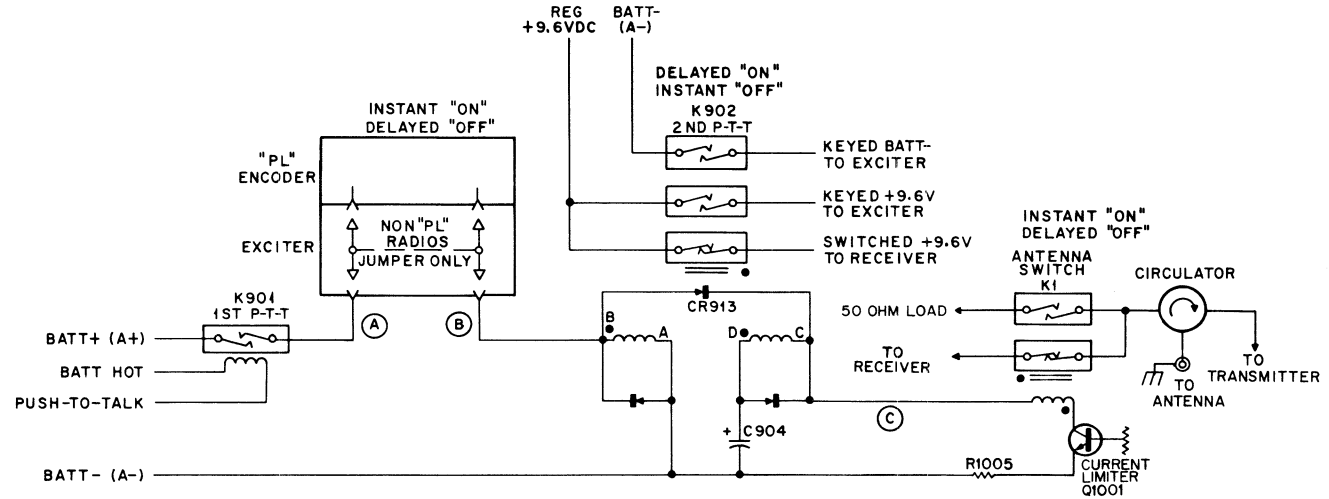 REG
+9.6VDC
BATT-
(A-)
DELAYED "ON"
INSTANT "OFF"
K902
2ND P-T-T
INSTANT "ON"
DELAYED "OFF"
"PL"
ENCODER
KEYED BATT-
TO EXCITER
NON "PL"
RADIOS
JUMPER ONLY
EXCITER
KEYED +9.6V
TO EXCITER
SWITCHED +9.6V
TO RECEIVER
INSTANT "ON"
DELAYED "OFF"
ANTENNA
SWITCH
K1
CIRCULATOR
K901
1ST P-T-T
A
B
CR913
50 OHM LOAD
BATT+ (A+)
B
A
D
C
TO
RECEIVER
TO
TRANSMITTER
BATT HOT
TO
ANTENNA
PUSH-TO-TALK
C
+ C904
BATT- (A-)
R1005
CURRENT
LIMITER
Q1001